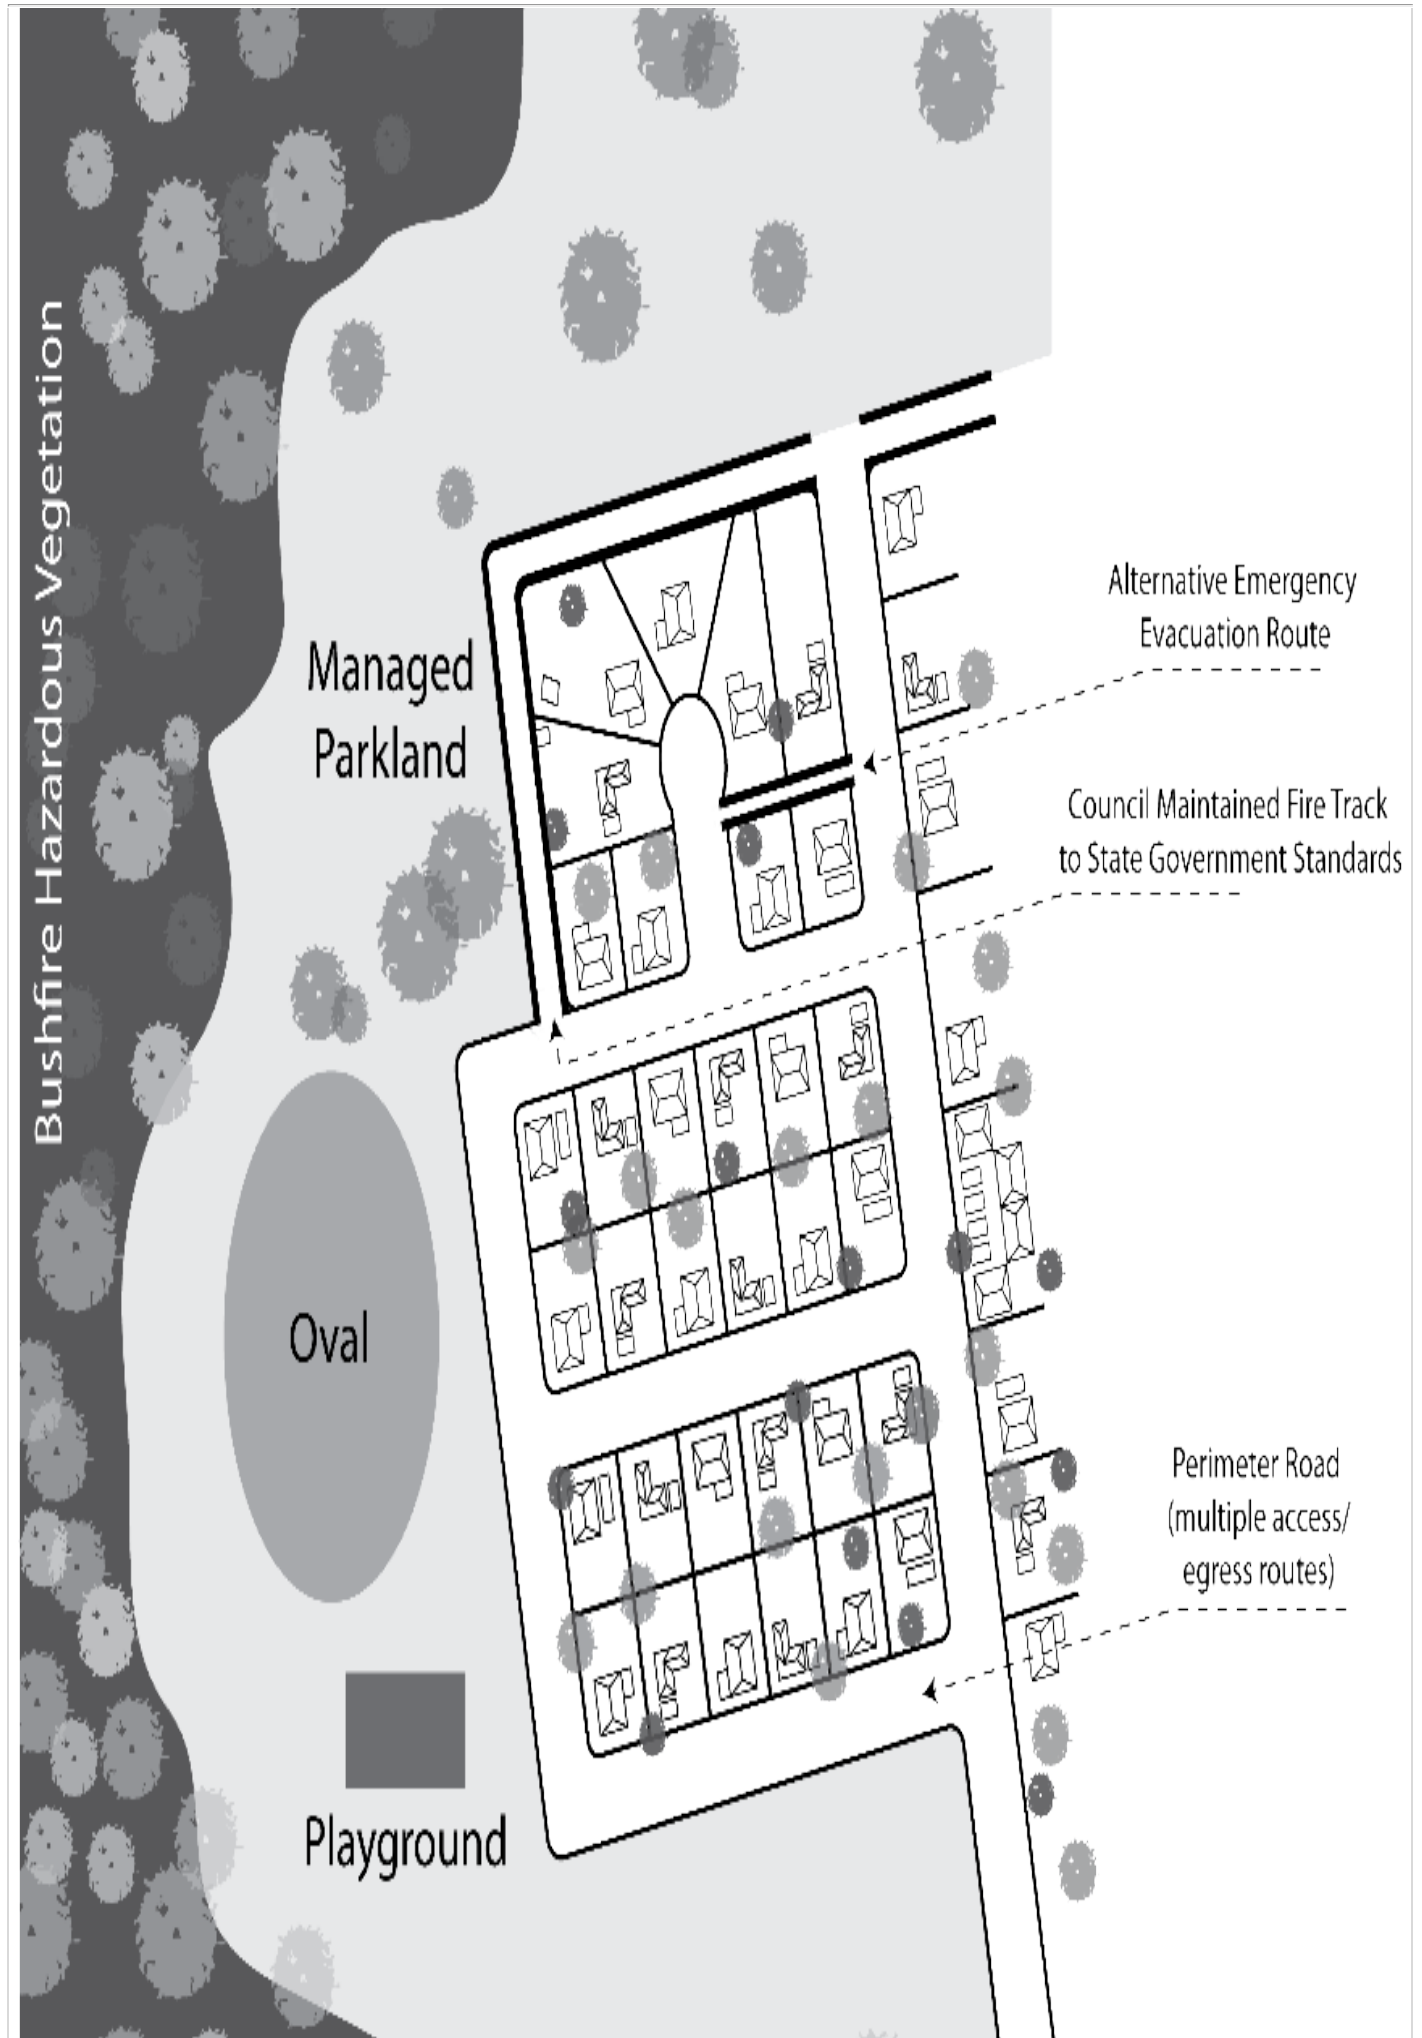 Bushfire Hazardous Vegetation
Managed
Parkland
Oval
Playground
Alternative Emergency
Evacuation Route
Council Maintained Fire Track
to State Government Standards
Perimeter Road
(multiple access/
egress routes)